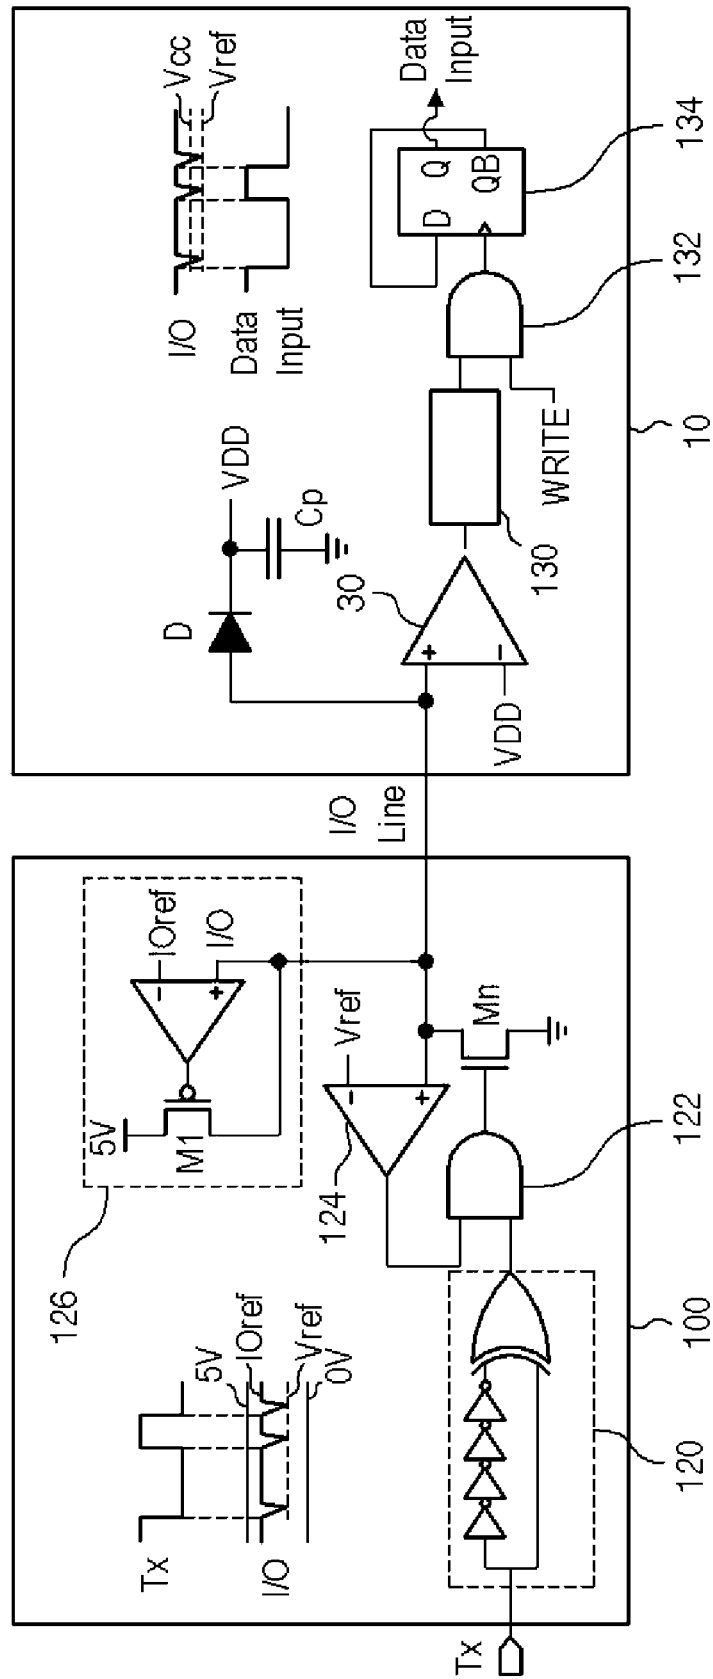 Tx
I/O
5V
IOref
Vref
0V
126
5V
M1
IOref
I/O
-
+
124
Vref
-
+
Mn
122
120
100
Tx
I/O
Line
I/O
Vcc
Vref
Data
Input
D
VDD
Cp
30
+
-
VDD
130
WRITE
132
D
Q
QB
Data
Input
134
10